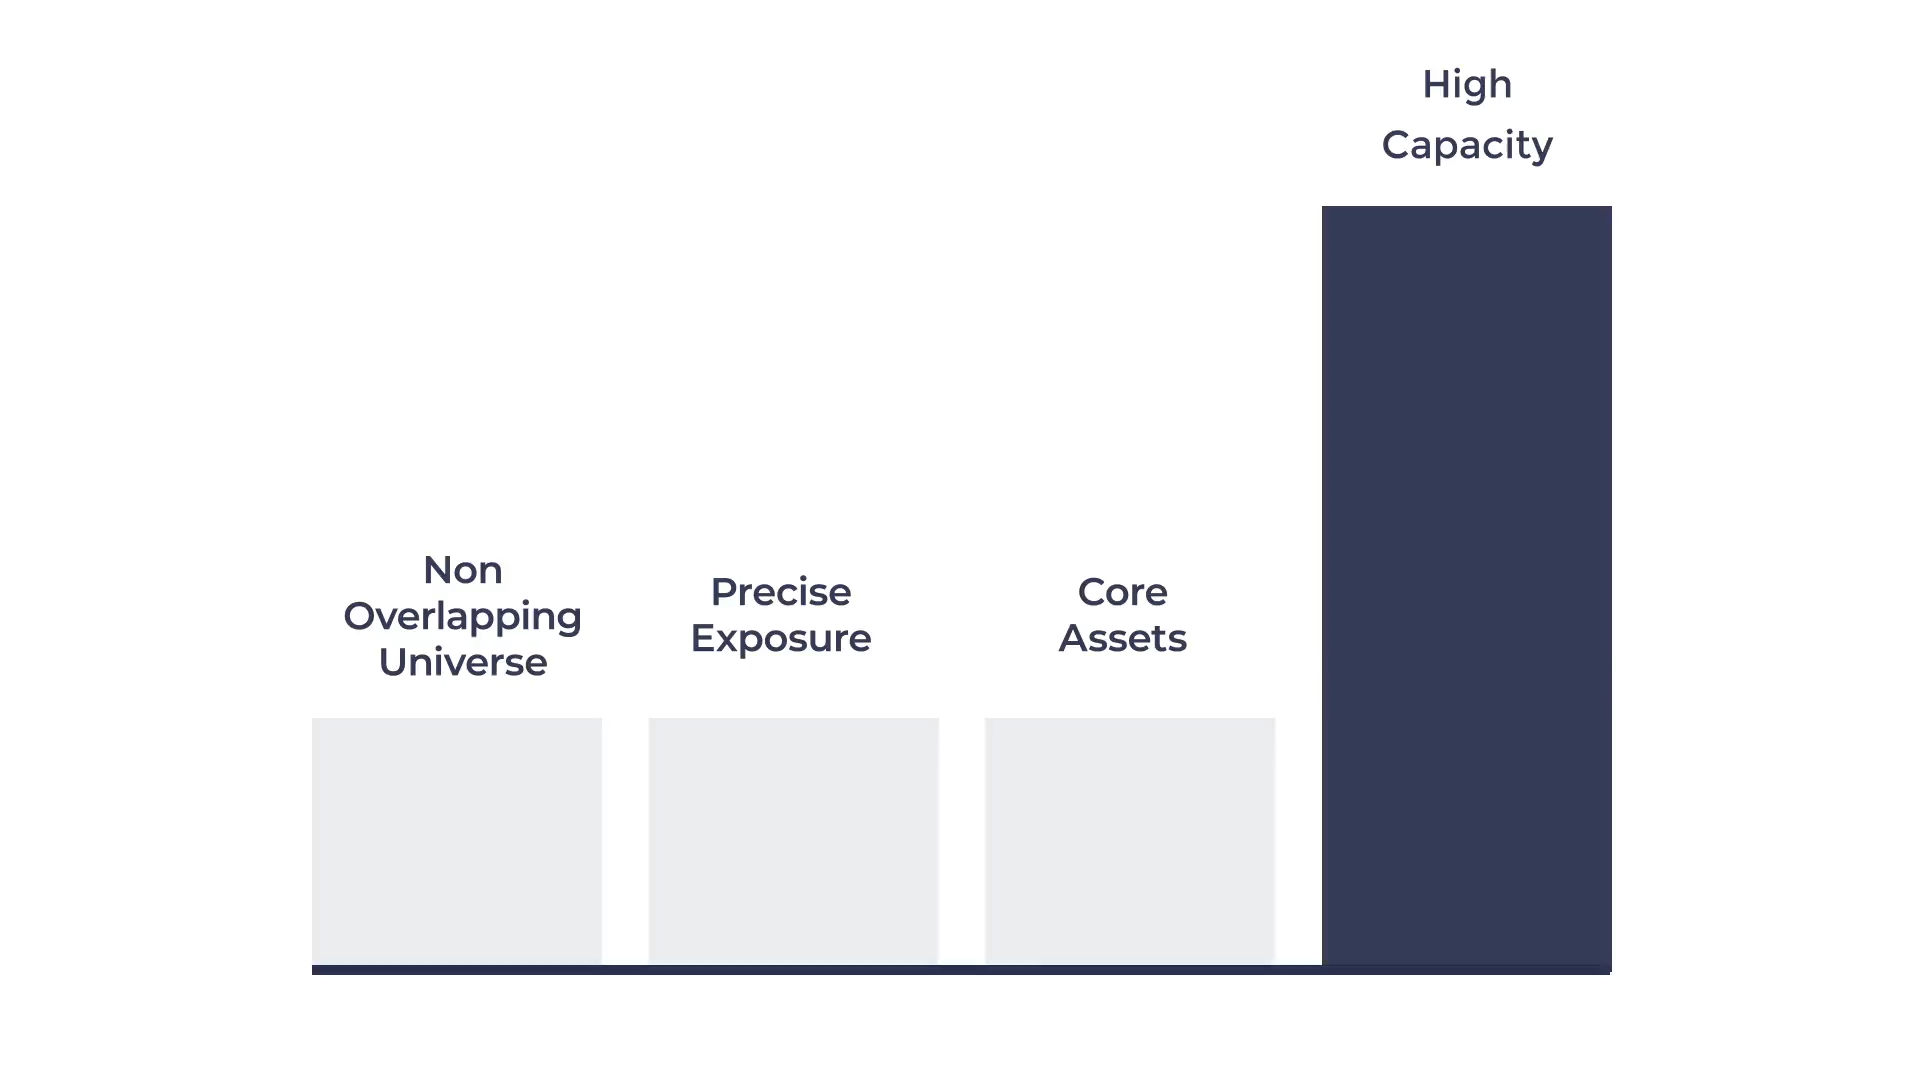 High
Capacity
Non
Overlapping
Universe
Precise
Exposure
Core
Assets